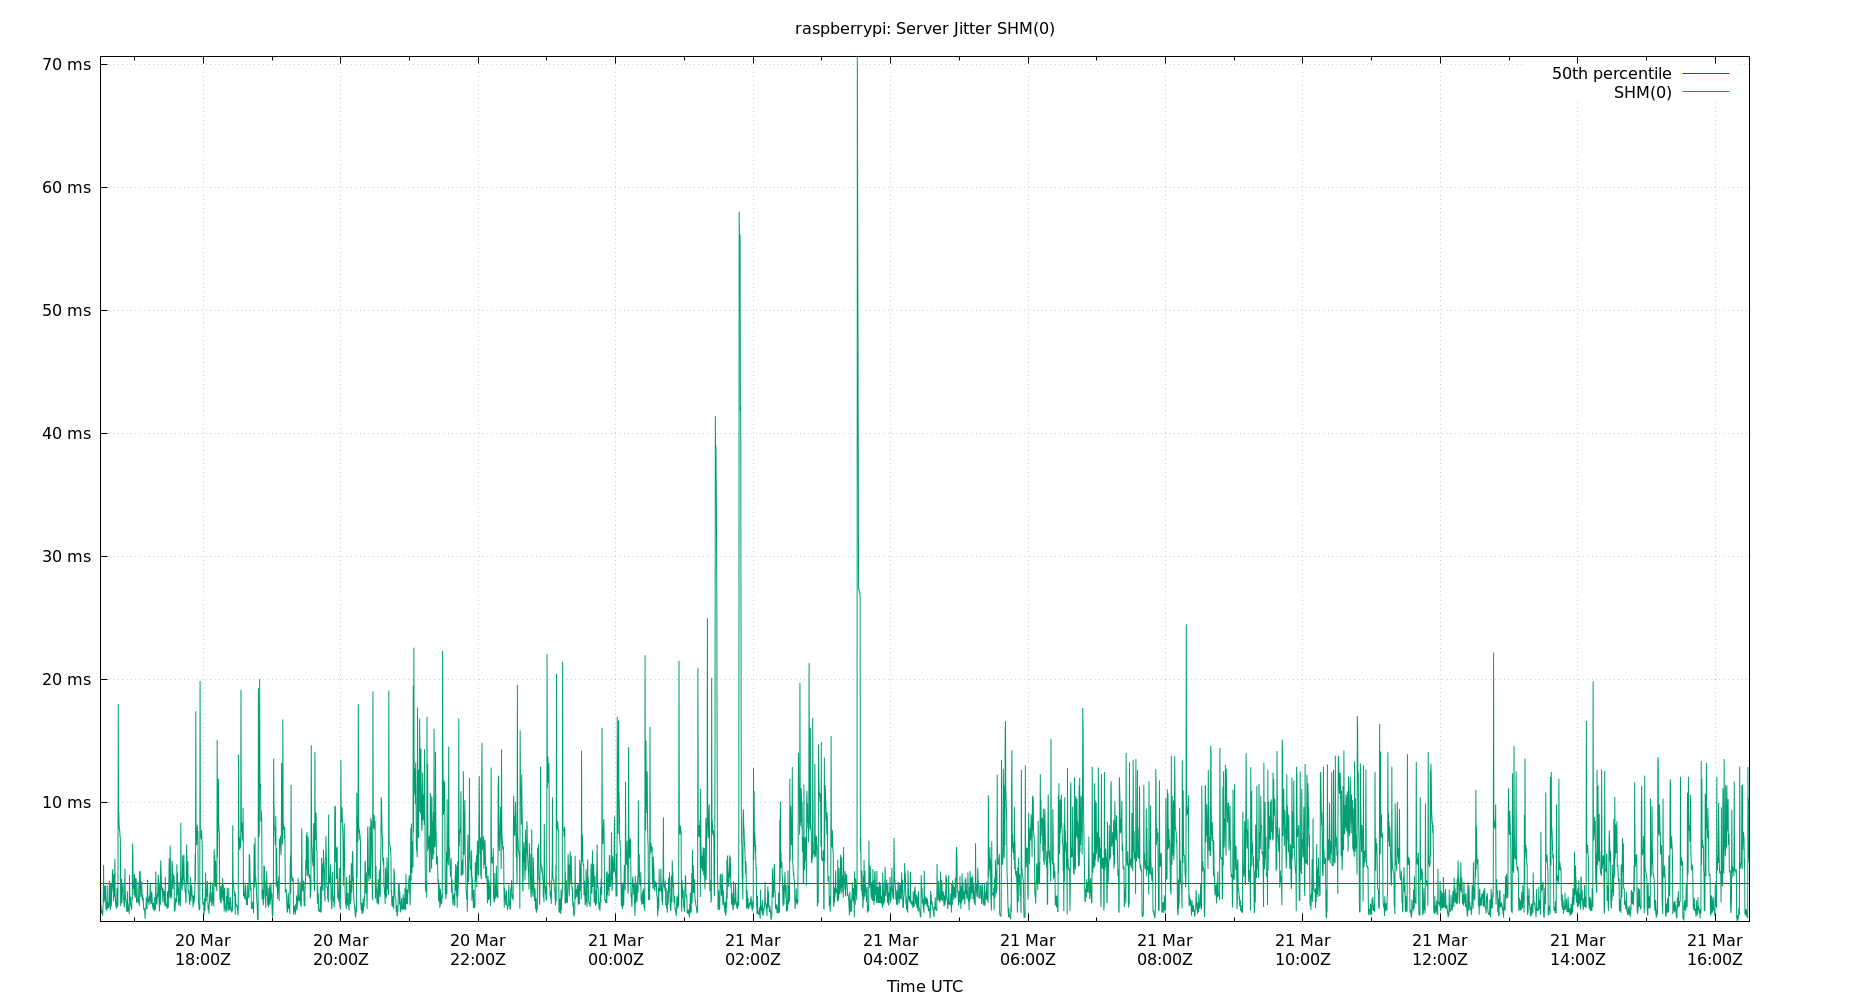 raspberrypi: Server Jitter SHM(0)
70 ms
60 ms
50 ms
40 ms
30 ms
20 ms
10 ms
50th percentile
SHM(0)
20 Mar 20 Mar 20 Mar 21 Mar 21 Mar 21 Mar 21 Mar 21 Mar 21 Mar 21 Mar 21 Mar 21 Mar
18:00Z 20:00Z 22:00Z 00:00Z 02:00Z 04:00Z 06:00Z 08:00Z 10:00Z 12:00Z 14:00Z 16:00Z
Time UTC